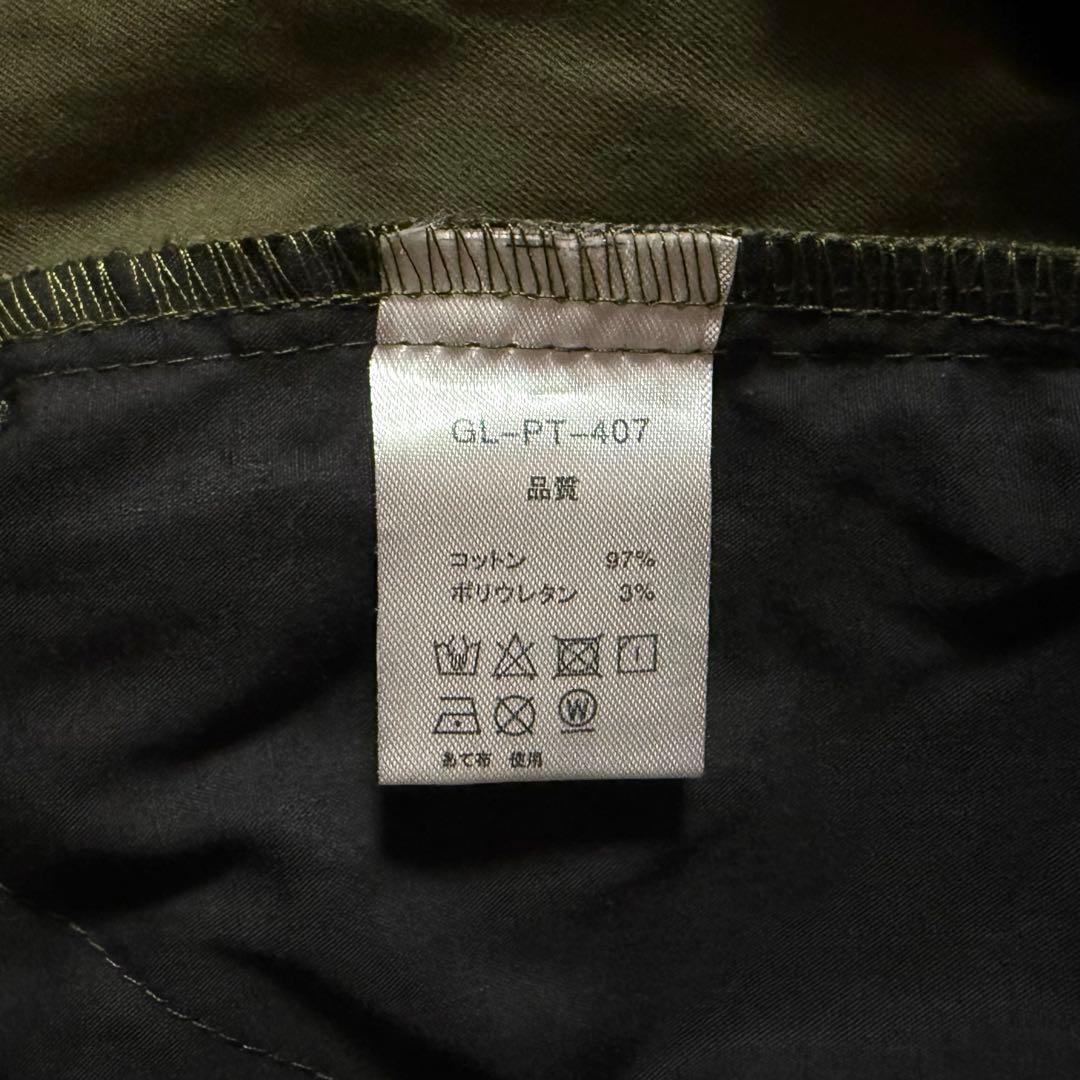 GL-PT-407
品質
コットン 97%
ポリウレタン 3%
W
あて布 使用